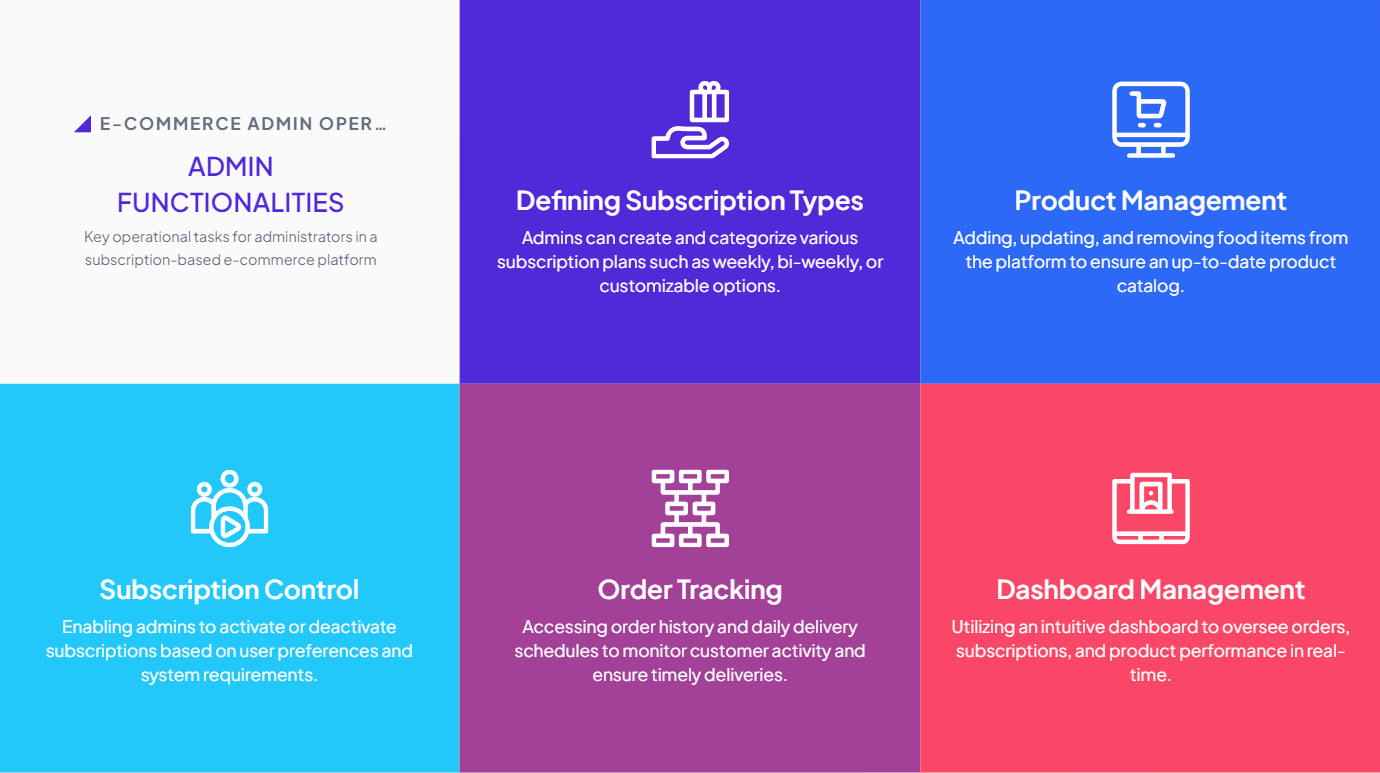 E-COMMERCE ADMIN OPER…
ADMIN
FUNCTIONALITIES
Key operational tasks for administrators in a
subscription-based e-commerce platform
Defining Subscription Types
Admins can create and categorize various
subscription plans such as weekly, bi-weekly, or
customizable options.
Product Management
Adding, updating, and removing food items from
the platform to ensure an up-to-date product
catalog.
Subscription Control
Enabling admins to activate or deactivate
subscriptions based on user preferences and
system requirements.
Order Tracking
Accessing order history and daily delivery
schedules to monitor customer activity and
ensure timely deliveries.
Dashboard Management
Utilizing an intuitive dashboard to oversee orders,
subscriptions, and product performance in real-
time.